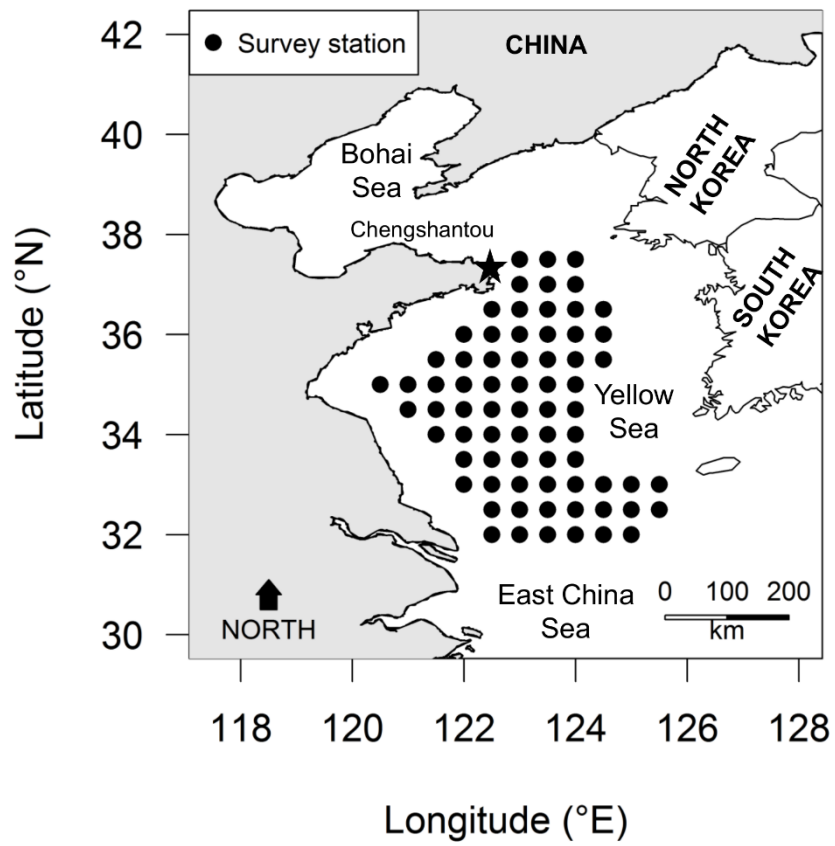 42
Survey station
CHINA
40
Bohai
Sea
NORTH
KOREA
38
Chengshantou
SOUTH
KOREA
36
Yellow
Sea
34
32
East China
Sea
0 100 200
km
NORTH
30
118 120 122 124 126 128
Latitude (°N)
Longitude (°E)